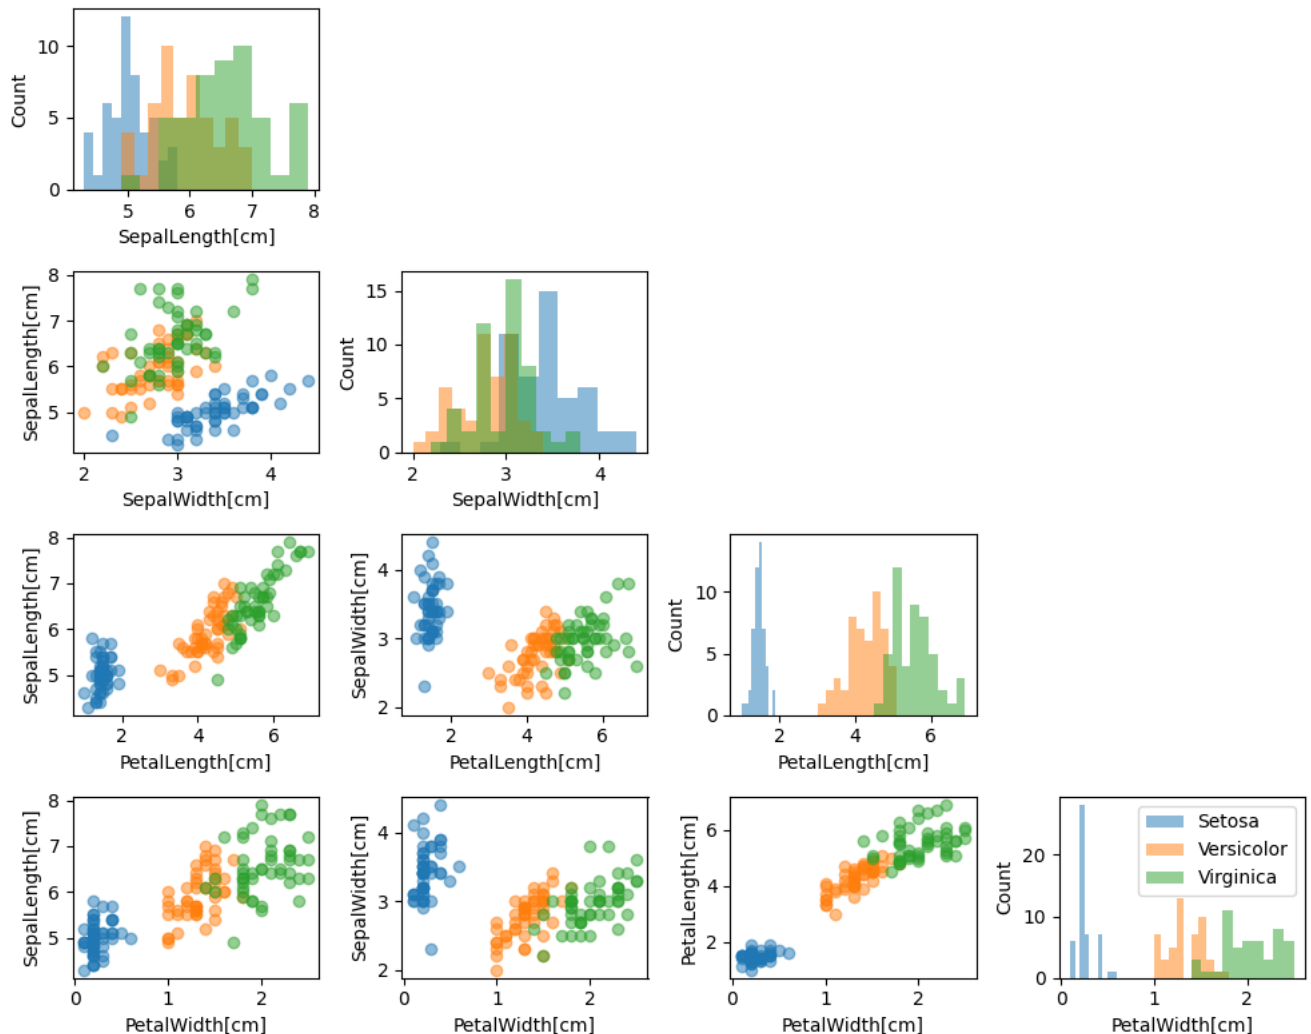 Count
10
5
0
5 6 7 8
SepalLength[cm]
SepalLength[cm]
8
7
6
5
2 3 4
SepalWidth[cm]
Count
15
10
5
0
2 3 4
SepalWidth[cm]
SepalLength[cm]
8
7
6
5
2 4 6
PetalLength[cm]
SepalWidth[cm]
4
3
2
2 4 6
PetalLength[cm]
Count
10
5
0
2 4 6
PetalLength[cm]
SepalLength[cm]
8
7
6
5
0 1 2
PetalWidth[cm]
SepalWidth[cm]
4
3
2
0 1 2
PetalWidth[cm]
PetalLength[cm]
6
4
2
0 1 2
PetalWidth[cm]
Count
20
10
0
0 1 2
PetalWidth[cm]
Setosa
Versicolor
Virginica